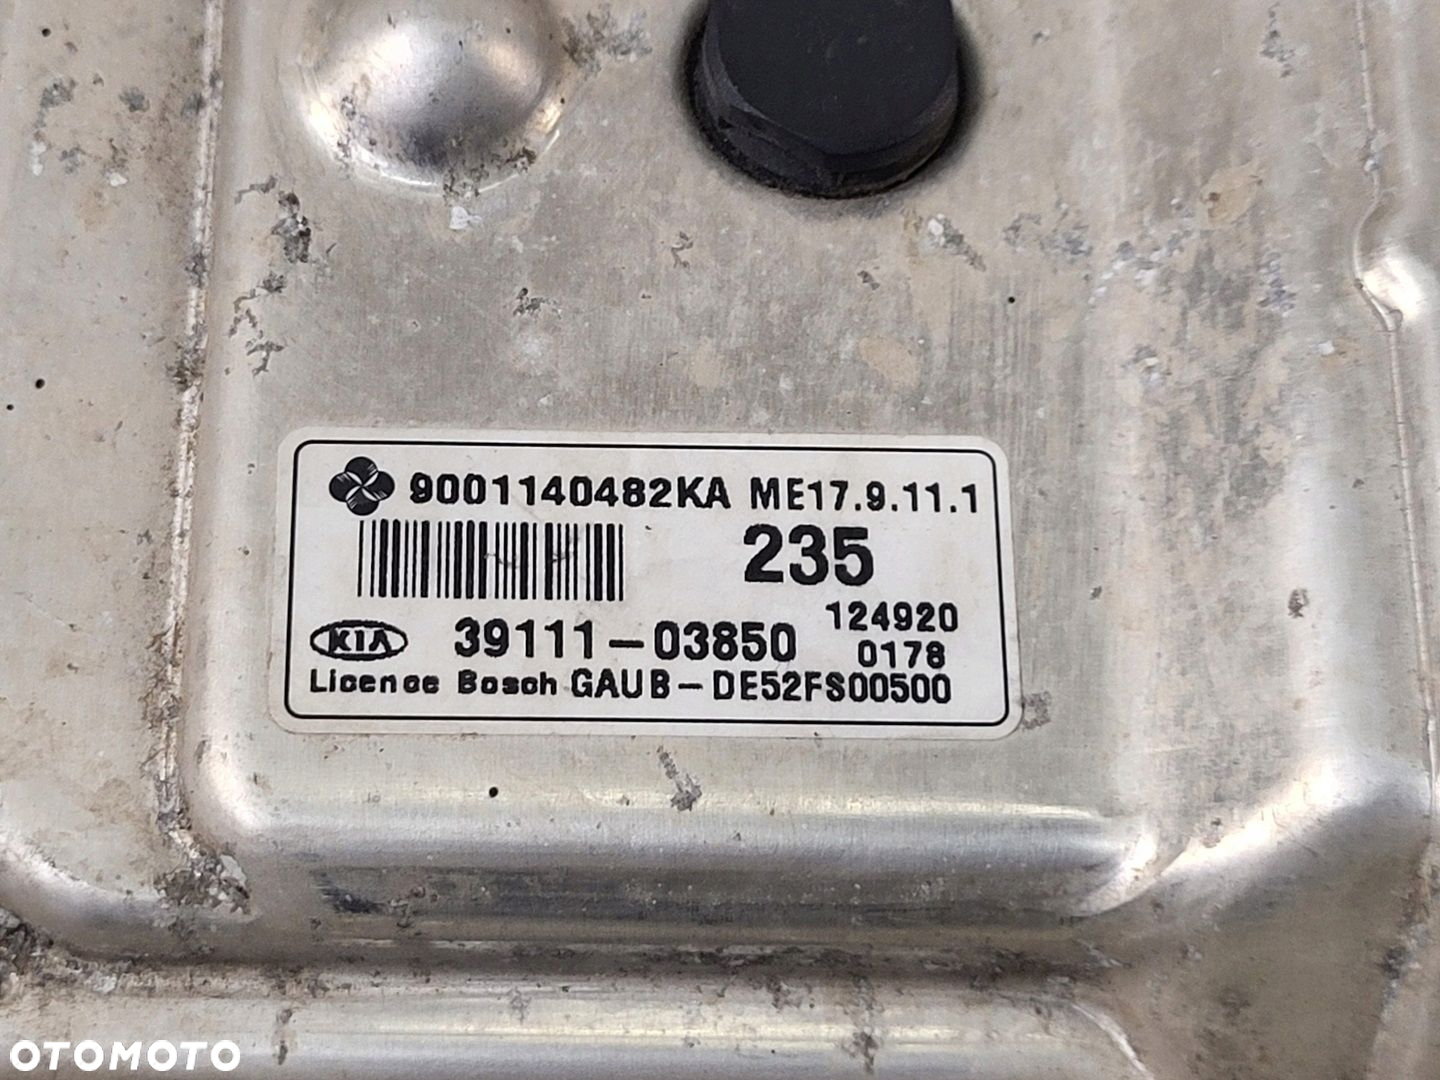 9001140482KA ME17.9.11.1
235
124920
KIA 39111-03850
0178
Licence Bosch GAUB-DE52FS00500
OTOMOTO